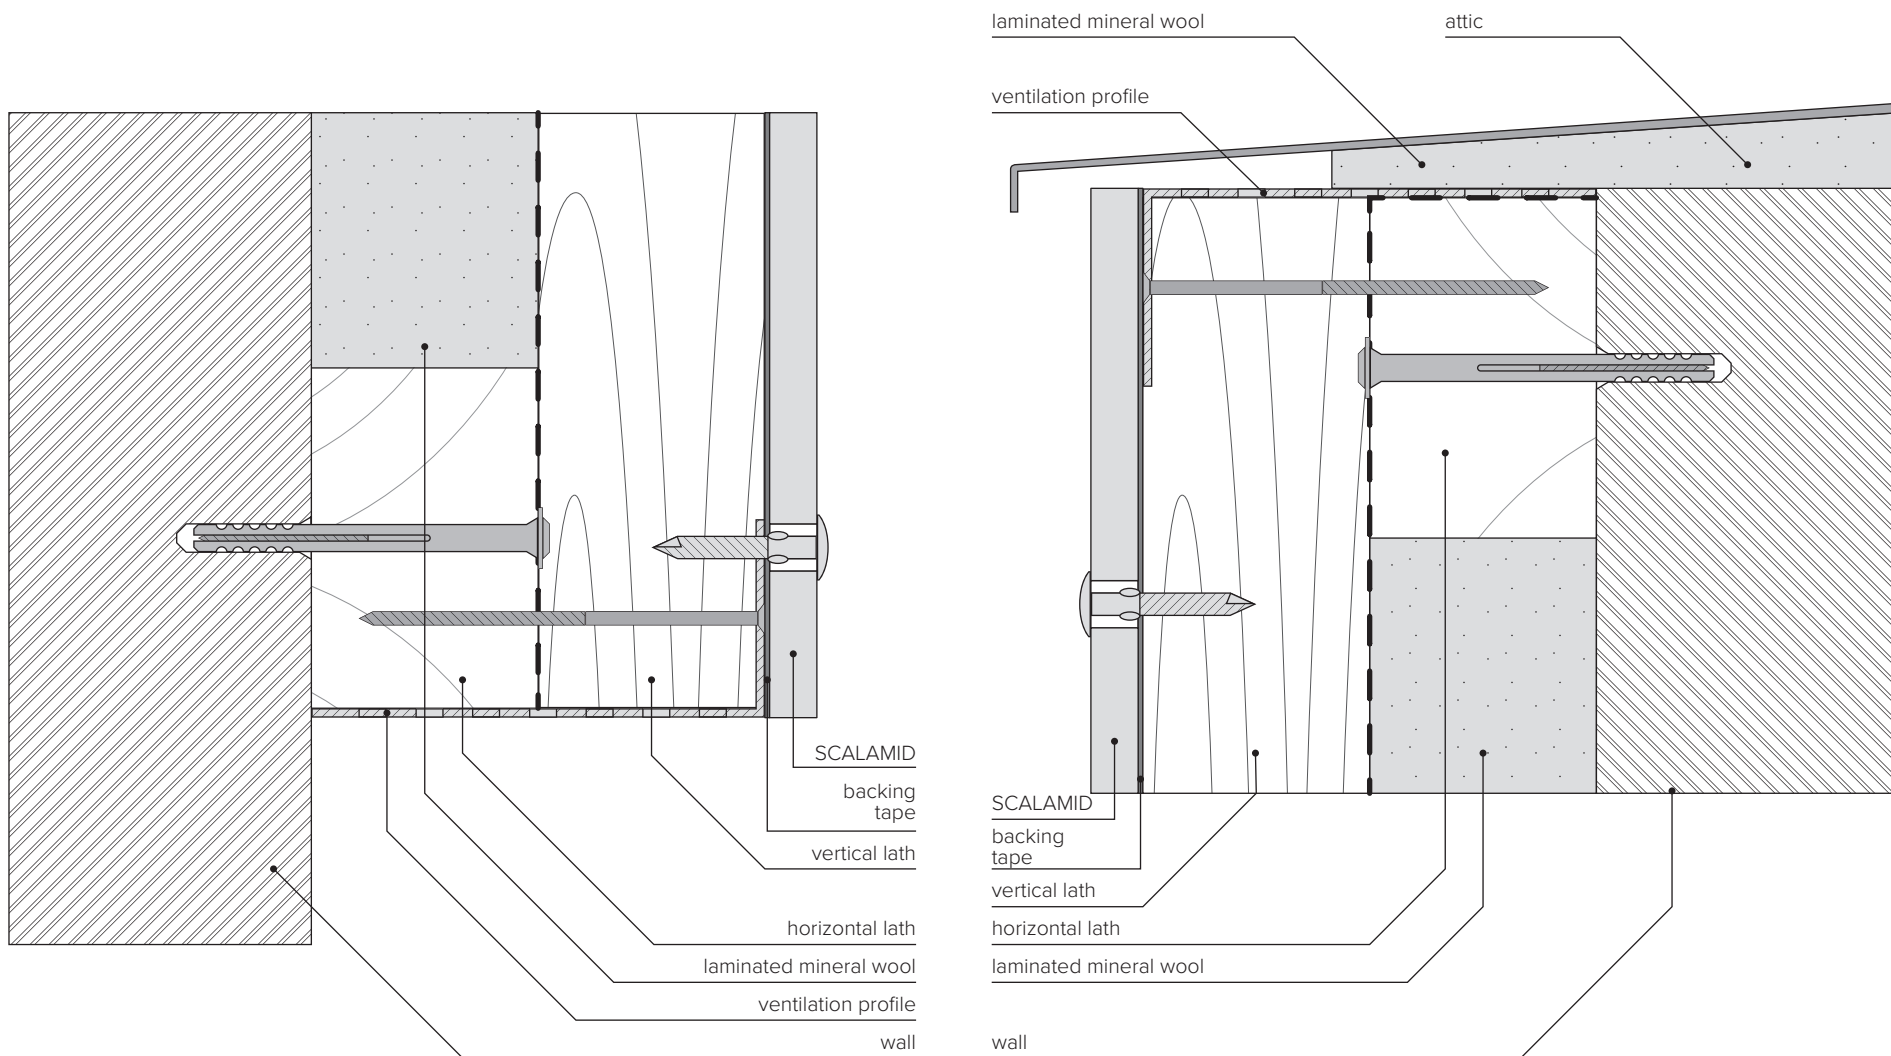 SCALAMID
backing
tape
vertical lath
horizontal lath
laminated mineral wool
ventilation profile
wall
laminated mineral wool
attic
ventilation profile
SCALAMID
backing
tape
vertical lath
horizontal lath
laminated mineral wool
wall